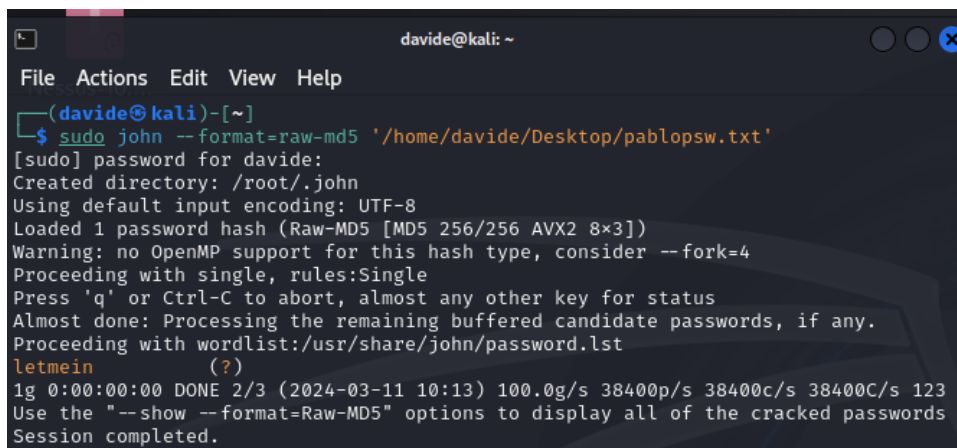 davide@kali: ~
File Actions Edit View Help
(davide㉿kali)-[~]
$ sudo john --format=raw-md5 '/home/davide/Desktop/pablopsw.txt'
[sudo] password for davide:
Created directory: /root/.john
Using default input encoding: UTF-8
Loaded 1 password hash (Raw-MD5 [MD5 256/256 AVX2 8×3])
Warning: no OpenMP support for this hash type, consider --fork=4
Proceeding with single, rules:Single
Press 'q' or Ctrl-C to abort, almost any other key for status
Almost done: Processing the remaining buffered candidate passwords, if any.
Proceeding with wordlist:/usr/share/john/password.lst
letmein (?)
1g 0:00:00:00 DONE 2/3 (2024-03-11 10:13) 100.0g/s 38400p/s 38400c/s 38400C/s 123
Use the "--show --format=Raw-MD5" options to display all of the cracked passwords
Session completed.